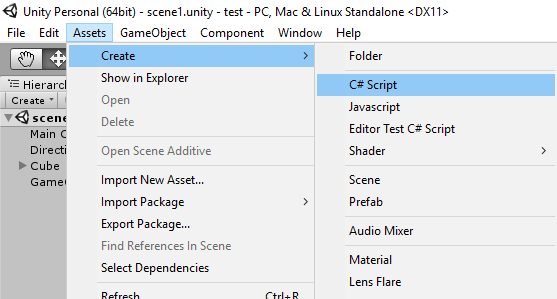 Unity Personal (64bit) - scene1.unity - test - PC, Mac & Linux Standalone <DX11>
File Edit Assets GameObject Component Window Help
Hierarch
Create
scene
Main C
Directi
Cube
GameO
Create
Show in Explorer
Open
Delete
Open Scene Additive
Import New Asset...
Import Package
Export Package...
Find References In Scene
Select Dependencies
Refresh Ctrl+R
Folder
C# Script
Javascript
Editor Test C# Script
Shader
Scene
Prefab
Audio Mixer
Material
Lens Flare